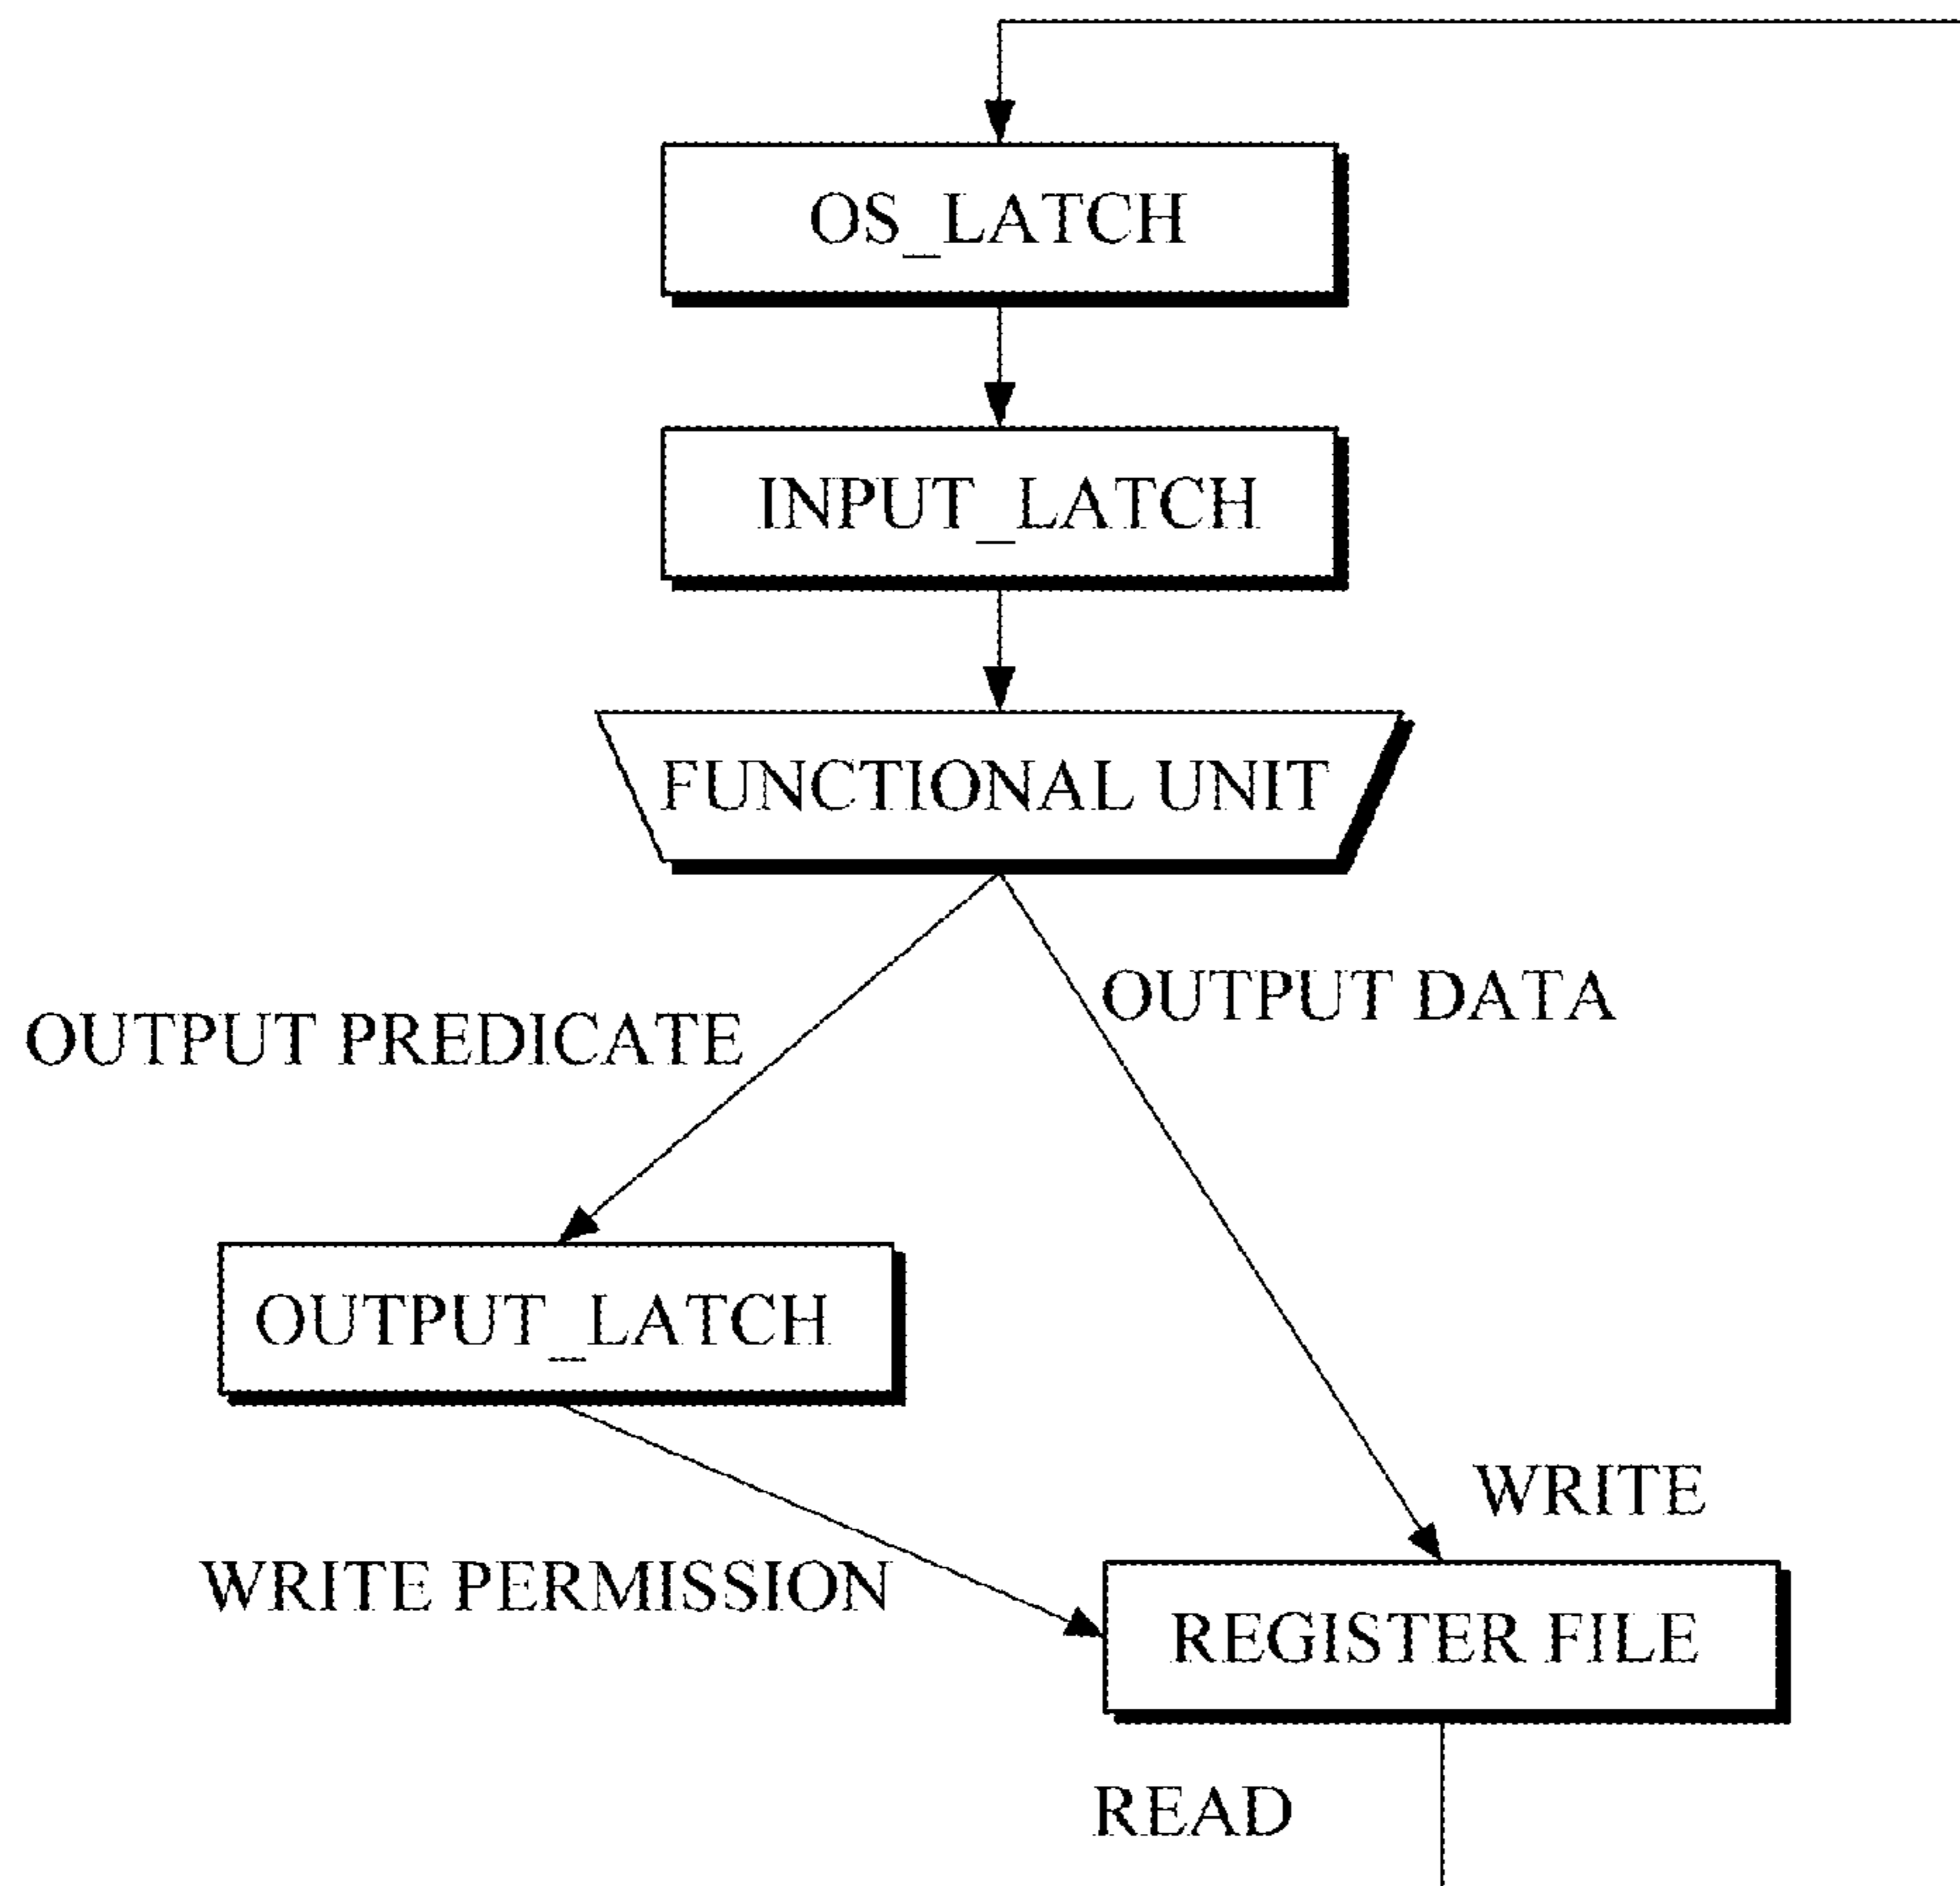 OS_LATCH
INPUT_LATCH
FUNCTIONAL UNIT
OUTPUT DATA
OUTPUT PREDICATE
OUTPUT_LATCH
WRITE
WRITE PERMISSION
REGISTER FILE
READ